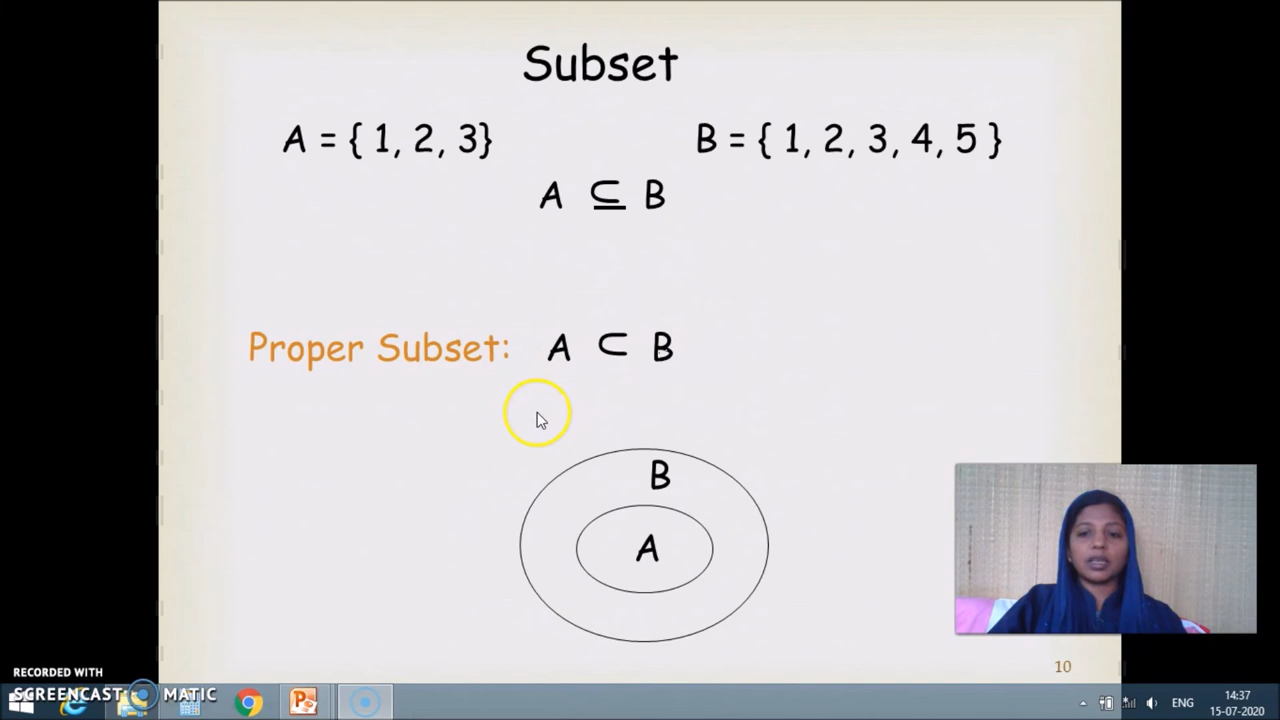 Subset
A = { 1, 2, 3}
B = { 1, 2, 3, 4, 5 }
A ⊆ B
Proper Subset: A ⊂ B
B
A
10
RECORDED WITH
SCREENCAST MATIC
ENG
14:37
15-07-2020